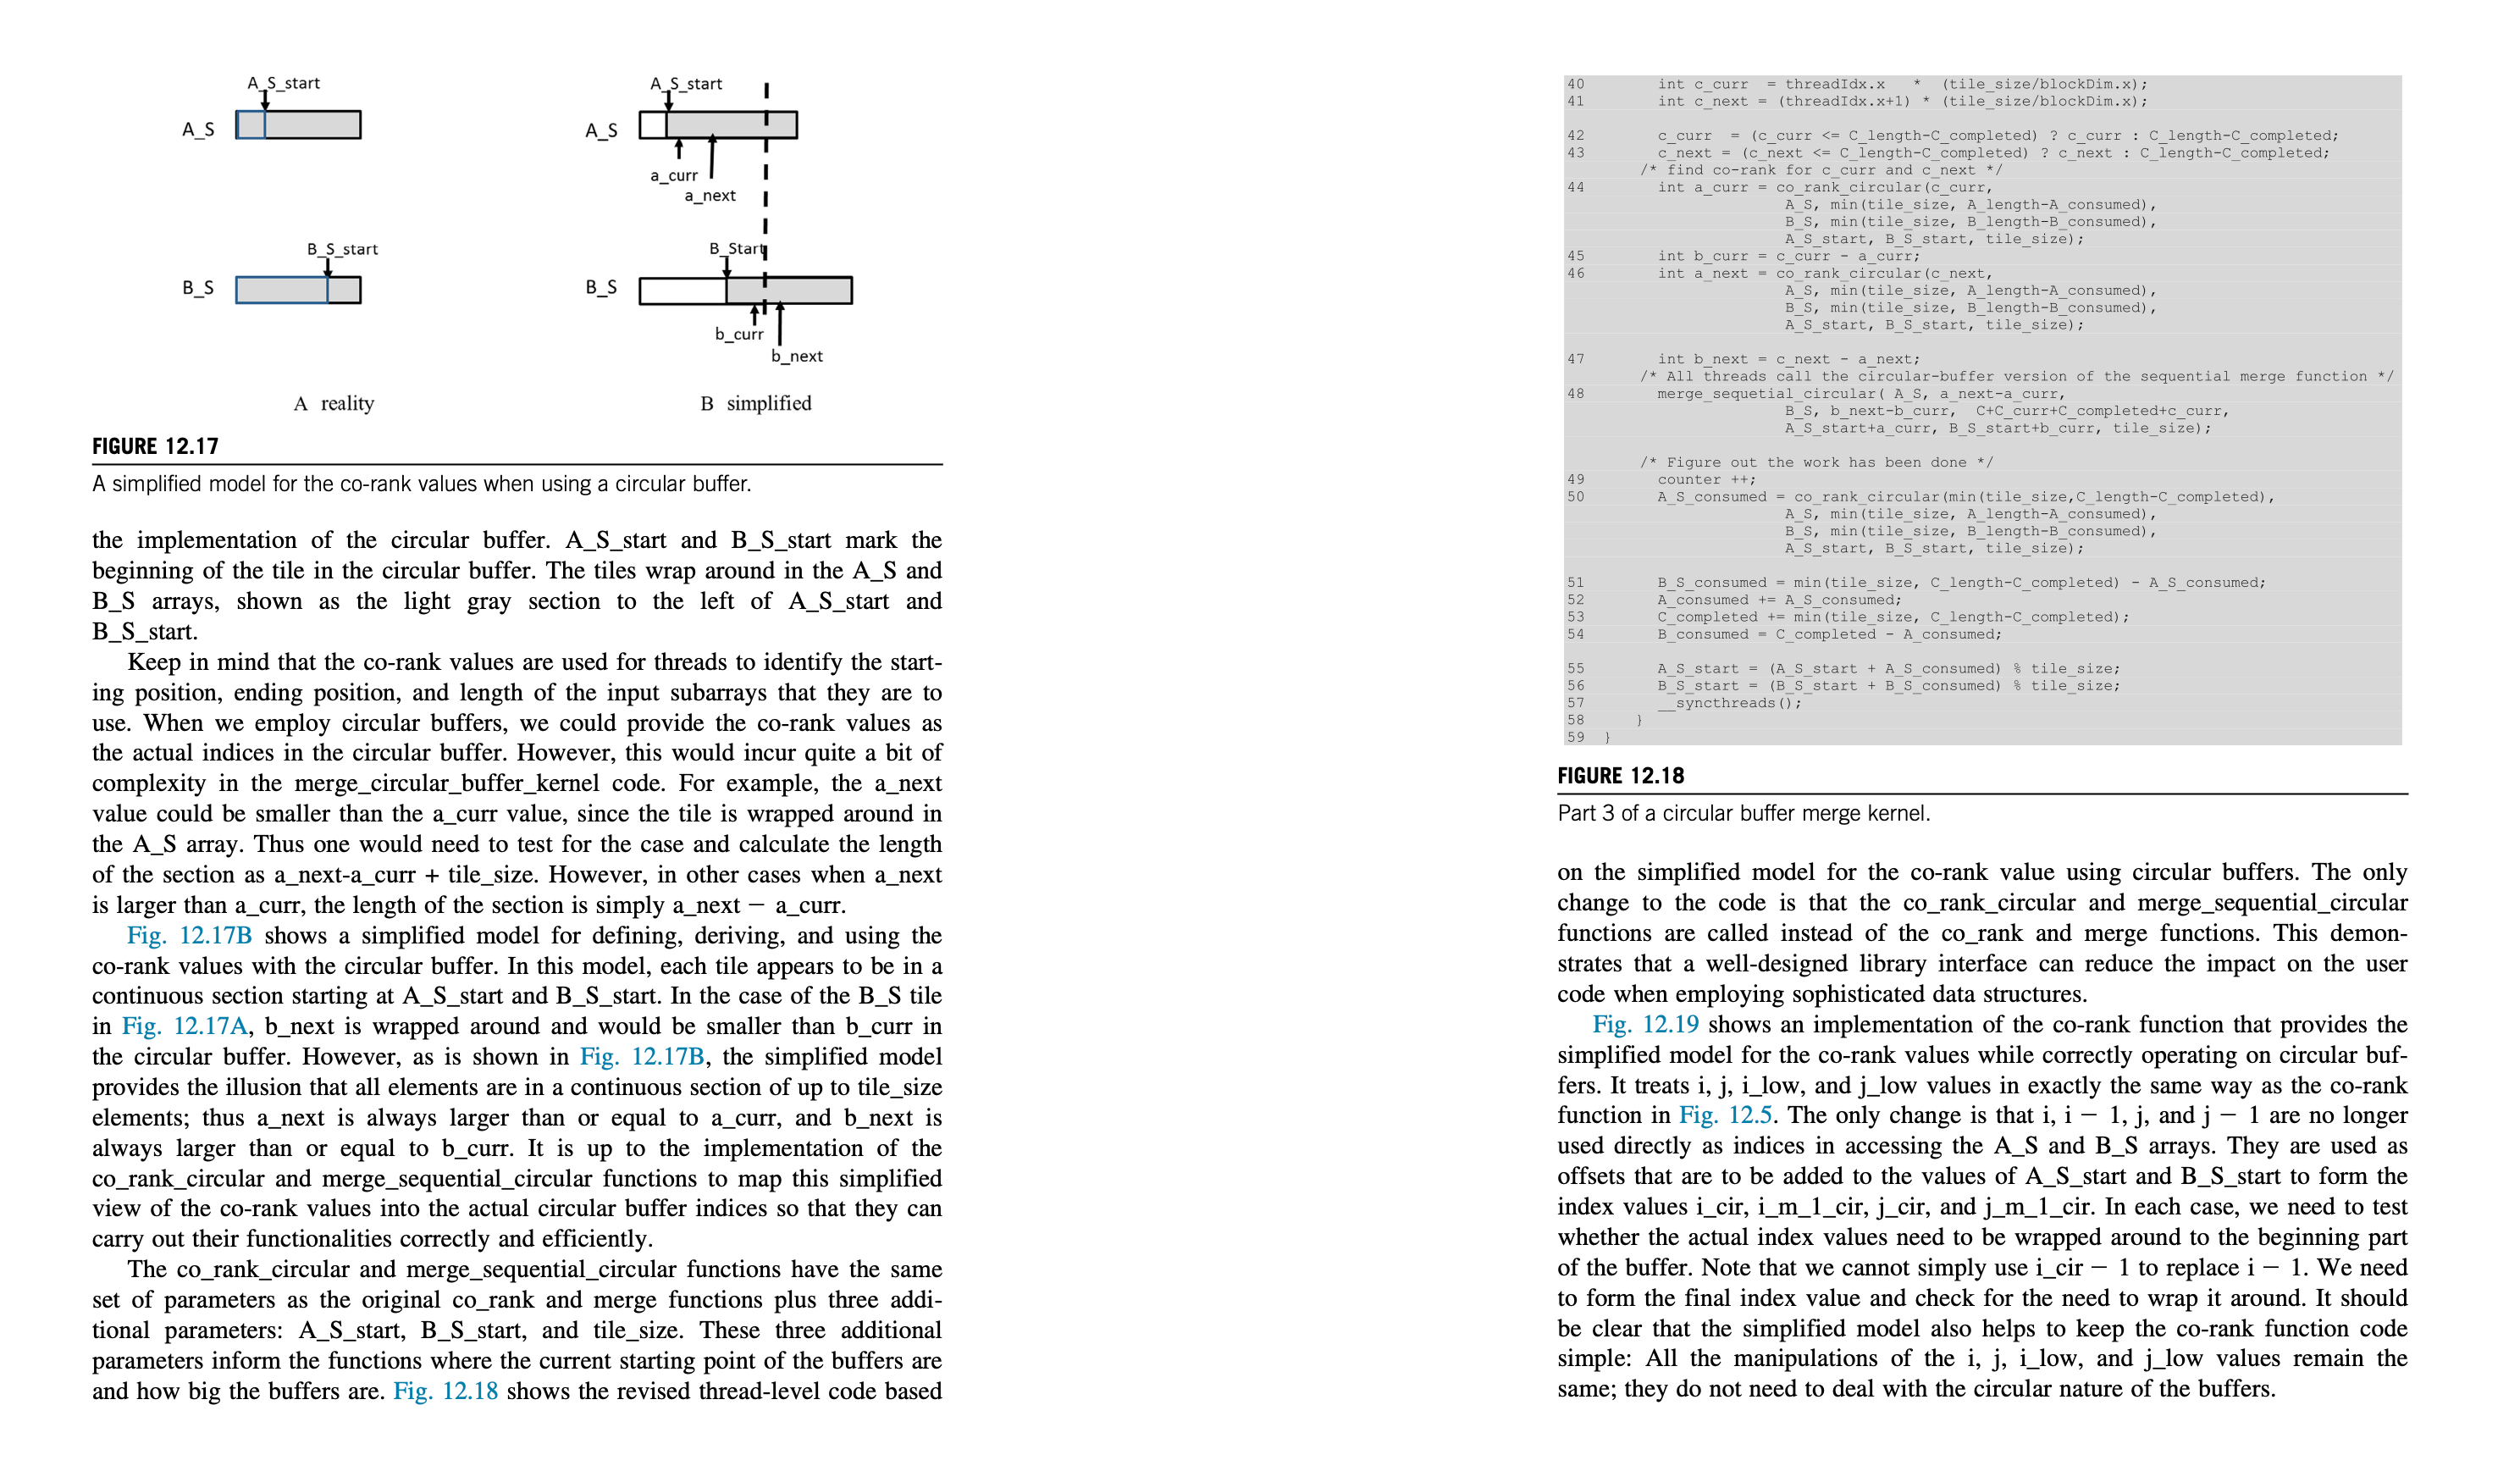 A_S_start
A_S
B_S_start
B_S
A reality
A_S_start
A_S
a_curr
a_next
B_Start
B_S
b_curr
b_next
B simplified
FIGURE 12.17
A simplified model for the co-rank values when using a circular buffer.
the implementation of the circular buffer. A_S_start and B_S_start mark the
beginning of the tile in the circular buffer. The tiles wrap around in the A_S and
B_S arrays, shown as the light gray section to the left of A_S_start and
B_S_start.
Keep in mind that the co-rank values are used for threads to identify the start-
ing position, ending position, and length of the input subarrays that they are to
use. When we employ circular buffers, we could provide the co-rank values as
the actual indices in the circular buffer. However, this would incur quite a bit of
complexity in the merge_circular_buffer_kernel code. For example, the a_next
value could be smaller than the a_curr value, since the tile is wrapped around in
the A_S array. Thus one would need to test for the case and calculate the length
of the section as a_next-a_curr + tile_size. However, in other cases when a_next
is larger than a_curr, the length of the section is simply a_next − a_curr.
Fig. 12.17B shows a simplified model for defining, deriving, and using the
co-rank values with the circular buffer. In this model, each tile appears to be in a
continuous section starting at A_S_start and B_S_start. In the case of the B_S tile
in Fig. 12.17A, b_next is wrapped around and would be smaller than b_curr in
the circular buffer. However, as is shown in Fig. 12.17B, the simplified model
provides the illusion that all elements are in a continuous section of up to tile_size
elements; thus a_next is always larger than or equal to a_curr, and b_next is
always larger than or equal to b_curr. It is up to the implementation of the
co_rank_circular and merge_sequential_circular functions to map this simplified
view of the co-rank values into the actual circular buffer indices so that they can
carry out their functionalities correctly and efficiently.
The co_rank_circular and merge_sequential_circular functions have the same
set of parameters as the original co_rank and merge functions plus three addi-
tional parameters: A_S_start, B_S_start, and tile_size. These three additional
parameters inform the functions where the current starting point of the buffers are
and how big the buffers are. Fig. 12.18 shows the revised thread-level code based
40 int c_curr = threadIdx.x * (tile_size/blockDim.x);
41 int c_next = (threadIdx.x+1) * (tile_size/blockDim.x);
42 c_curr = (c_curr <= C_length-C_completed) ? c_curr : C_length-C_completed;
43 c_next = (c_next <= C_length-C_completed) ? c_next : C_length-C_completed;
/* find co-rank for c_curr and c_next */
44 int a_curr = co_rank_circular(c_curr,
A_S, min(tile_size, A_length-A_consumed),
B_S, min(tile_size, B_length-B_consumed),
A_S_start, B_S_start, tile_size);
45 int b_curr = c_curr - a_curr;
46 int a_next = co_rank_circular(c_next,
A_S, min(tile_size, A_length-A_consumed),
B_S, min(tile_size, B_length-B_consumed),
A_S_start, B_S_start, tile_size);
47 int b_next = c_next - a_next;
/* All threads call the circular-buffer version of the sequential merge function */
48 merge_sequetial_circular( A_S, a_next-a_curr,
B_S, b_next-b_curr, C+C_curr+C_completed+c_curr,
A_S_start+a_curr, B_S_start+b_curr, tile_size);
/* Figure out the work has been done */
49 counter ++;
50 A_S_consumed = co_rank_circular(min(tile_size,C_length-C_completed),
A_S, min(tile_size, A_length-A_consumed),
B_S, min(tile_size, B_length-B_consumed),
A_S_start, B_S_start, tile_size);
51 B_S_consumed = min(tile_size, C_length-C_completed) - A_S_consumed;
52 A_consumed += A_S_consumed;
53 C_completed += min(tile_size, C_length-C_completed);
54 B_consumed = C_completed - A_consumed;
55 A_S_start = (A_S_start + A_S_consumed) % tile_size;
56 B_S_start = (B_S_start + B_S_consumed) % tile_size;
57 __syncthreads();
58 }
59 }
FIGURE 12.18
Part 3 of a circular buffer merge kernel.
on the simplified model for the co-rank value using circular buffers. The only
change to the code is that the co_rank_circular and merge_sequential_circular
functions are called instead of the co_rank and merge functions. This demon-
strates that a well-designed library interface can reduce the impact on the user
code when employing sophisticated data structures.
Fig. 12.19 shows an implementation of the co-rank function that provides the
simplified model for the co-rank values while correctly operating on circular buf-
fers. It treats i, j, i_low, and j_low values in exactly the same way as the co-rank
function in Fig. 12.5. The only change is that i, i − 1, j, and j − 1 are no longer
used directly as indices in accessing the A_S and B_S arrays. They are used as
offsets that are to be added to the values of A_S_start and B_S_start to form the
index values i_cir, i_m_1_cir, j_cir, and j_m_1_cir. In each case, we need to test
whether the actual index values need to be wrapped around to the beginning part
of the buffer. Note that we cannot simply use i_cir − 1 to replace i − 1. We need
to form the final index value and check for the need to wrap it around. It should
be clear that the simplified model also helps to keep the co-rank function code
simple: All the manipulations of the i, j, i_low, and j_low values remain the
same; they do not need to deal with the circular nature of the buffers.